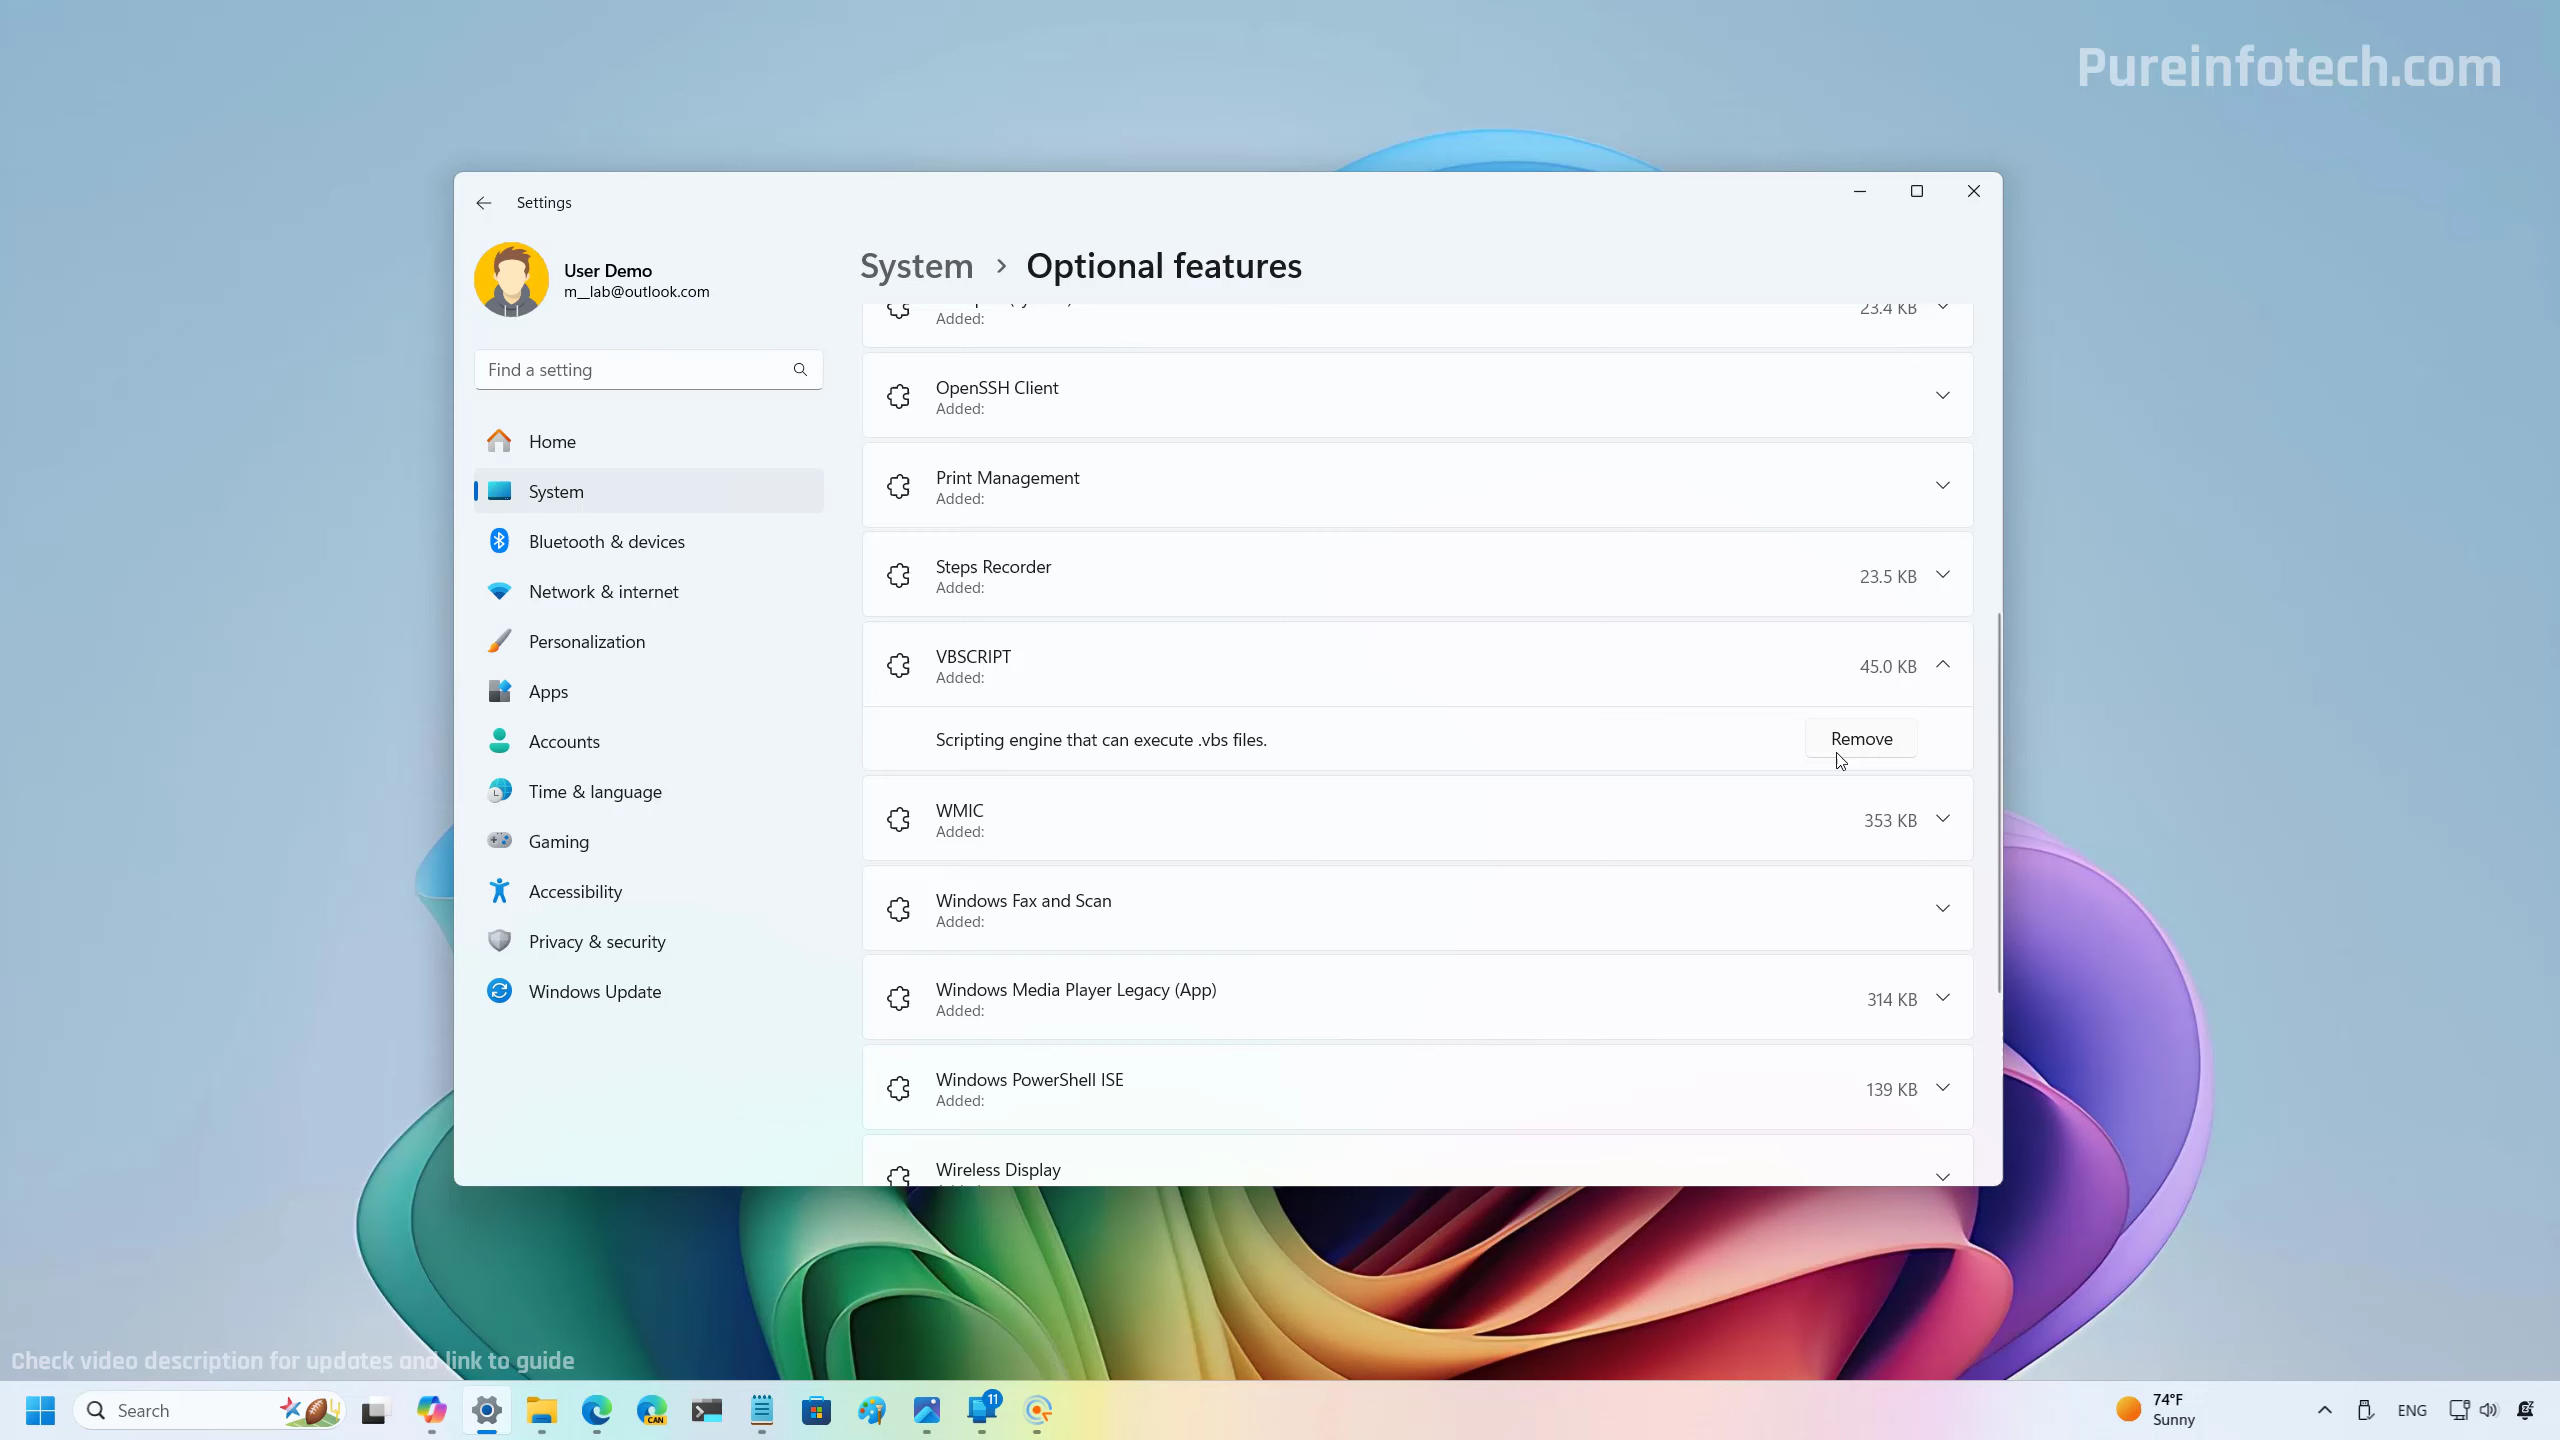 Pureinfotech.com
Settings
User Demo
m__lab@outlook.com
Find a setting
Home
System
Bluetooth & devices
Network & internet
Personalization
Apps
Accounts
Time & language
Gaming
Accessibility
Privacy & security
Windows Update
System > Optional features
Added:
23.4 KB
OpenSSH Client
Added:
Print Management
Added:
Steps Recorder
Added:
23.5 KB
VBSCRIPT
Added:
45.0 KB
Scripting engine that can execute .vbs files.
Remove
WMIC
Added:
353 KB
Windows Fax and Scan
Added:
Windows Media Player Legacy (App)
Added:
314 KB
Windows PowerShell ISE
Added:
139 KB
Wireless Display
Check video description for updates and link to guide
Search
CAN
11
74°F
Sunny
ENG